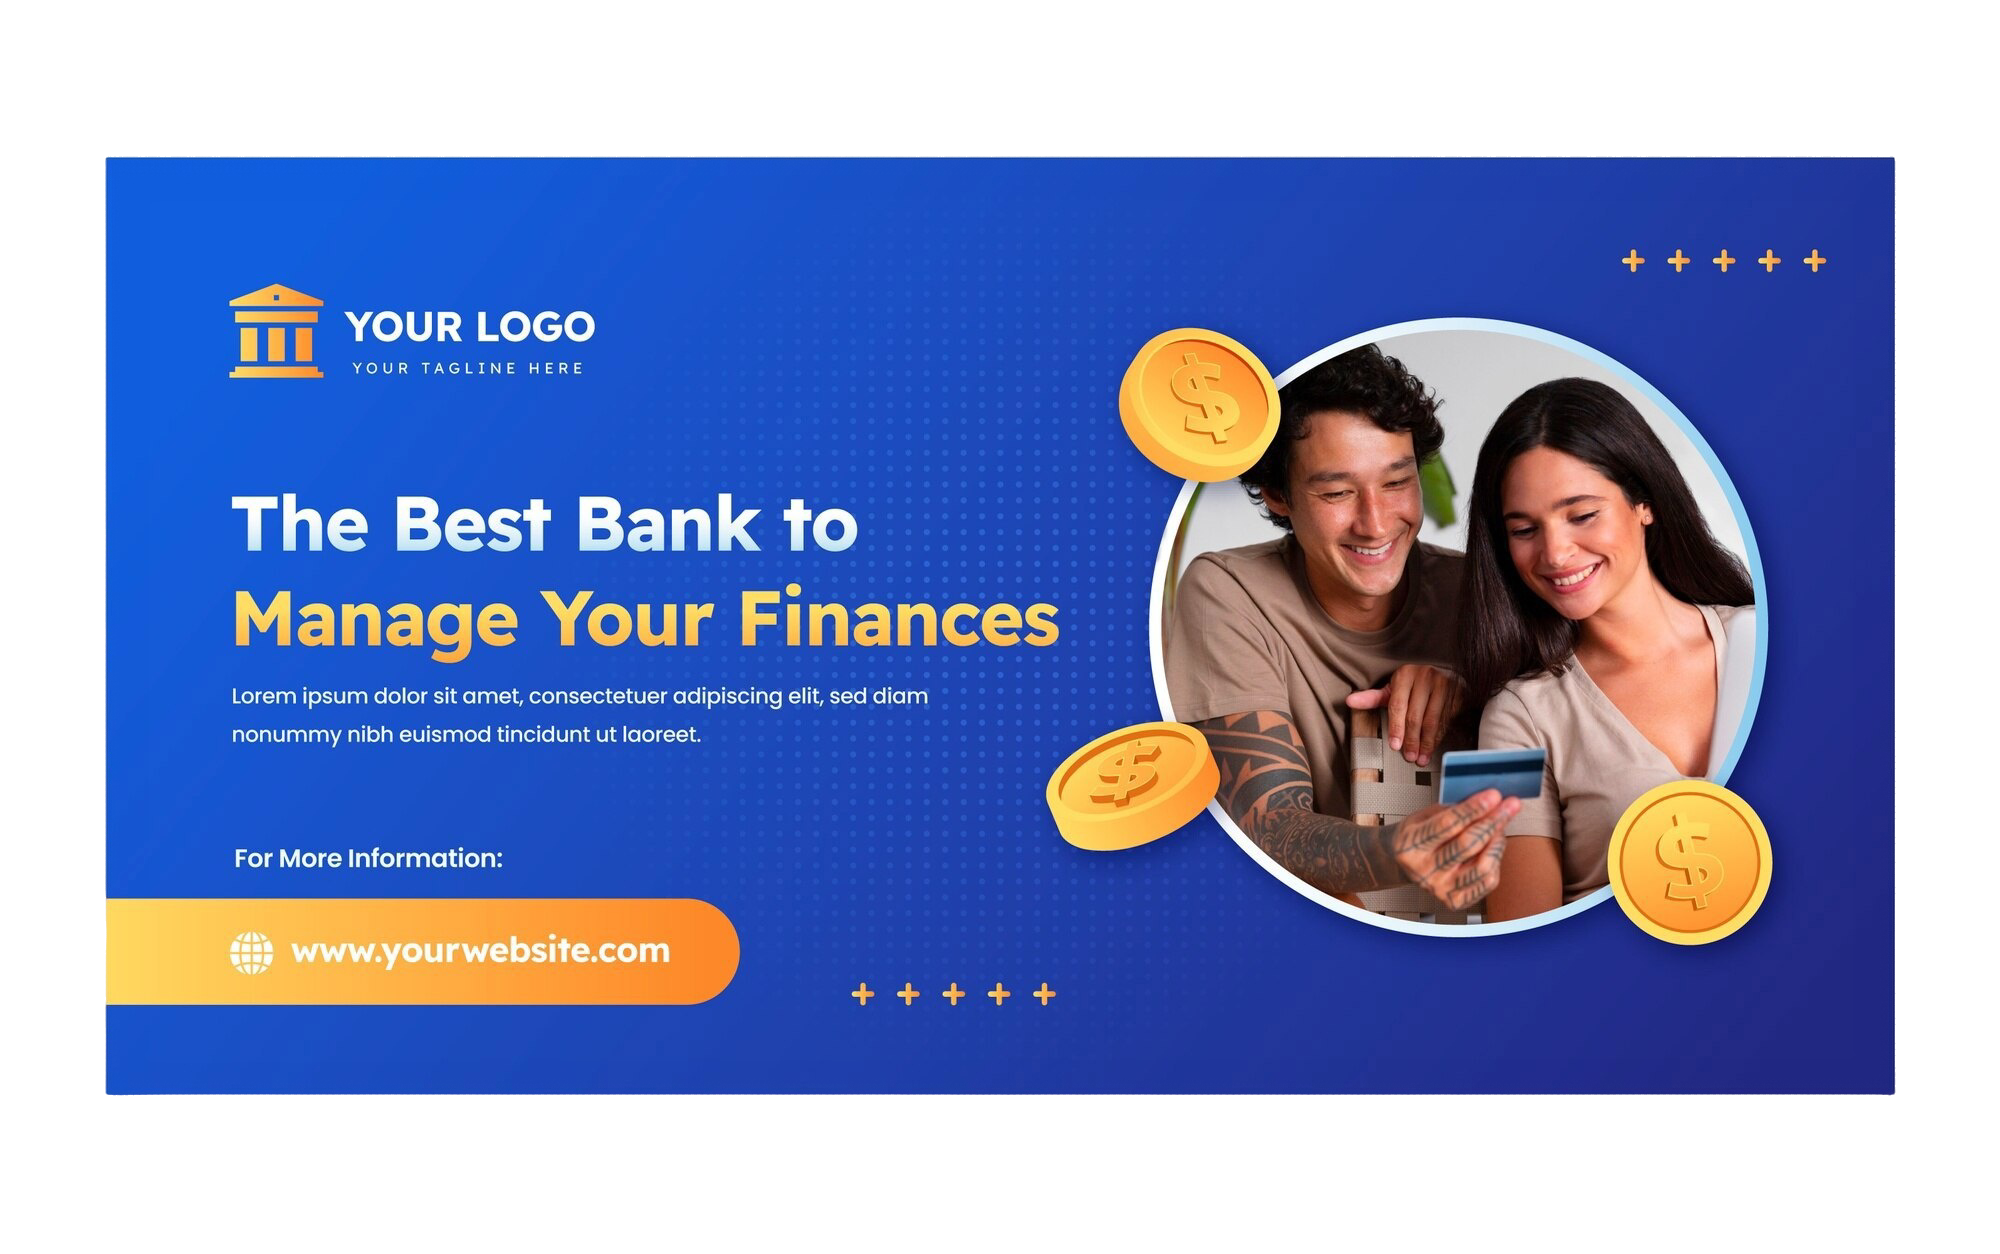 YOUR LOGO
YOUR TAGLINE HERE
The Best Bank to
Manage Your Finances
Lorem ipsum dolor sit amet, consectetuer adipiscing elit, sed diam
nonummy nibh euismod tincidunt ut laoreet.
For More Information:
www.yourwebsite.com
$
$
$